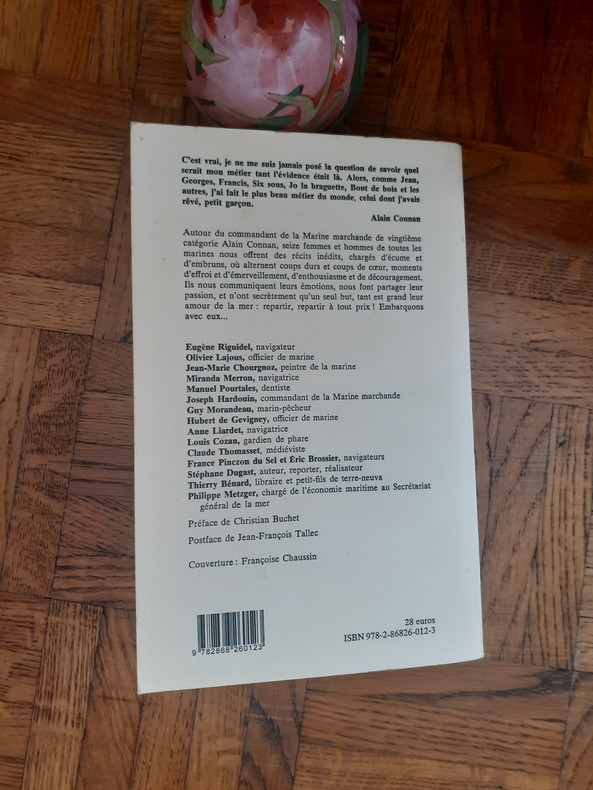 C'est vrai, je ne me suis jamais posé la question de savoir quel
serait mon métier tant l'évidence était là. Alors, comme Jean,
Georges, Francis, Six sous, Jo la braguette, Bout de bois et les
autres, j'ai fait le plus beau métier du monde, celui dont j'avais
rêvé, petit garçon.
Alain Connan
Autour du commandant de la Marine marchande de vingtième
catégorie Alain Connan, seize femmes et hommes de toutes les
marines nous offrent des récits inédits, chargés d'écume et
d'embruns, où alternent coups durs et coups de cœur, moments
d'effroi et d'émerveillement, d'enthousiasme et de découragement.
Ils nous communiquent leurs émotions, nous font partager leur
passion, et n'ont secrètement qu'un seul but, tant est grand leur
amour de la mer : repartir, repartir à tout prix ! Embarquons
avec eux...
Eugène Riguidel, navigateur
Olivier Lajous, officier de marine
Jean-Marie Chourgnoz, peintre de la marine
Miranda Merron, navigatrice
Manuel Pourtales, dentiste
Joseph Hardouin, commandant de la Marine marchande
Guy Morandeau, marin-pêcheur
Hubert de Gevigney, officier de marine
Anne Liardet, navigatrice
Louis Cozan, gardien de phare
Claude Thomasset, médiéviste
France Pinczon du Sel et Éric Brossier, navigateurs
Stéphane Dugast, auteur, reporter, réalisateur
Thierry Bénard, libraire et petit-fils de terre-neuva
Philippe Metzger, chargé de l'économie maritime au Secrétariat
général de la mer
Préface de Christian Buchet
Postface de Jean-François Tallec
Couverture : Françoise Chaussin
28 euros
ISBN 978-2-86826-012-3
9 782868 260123